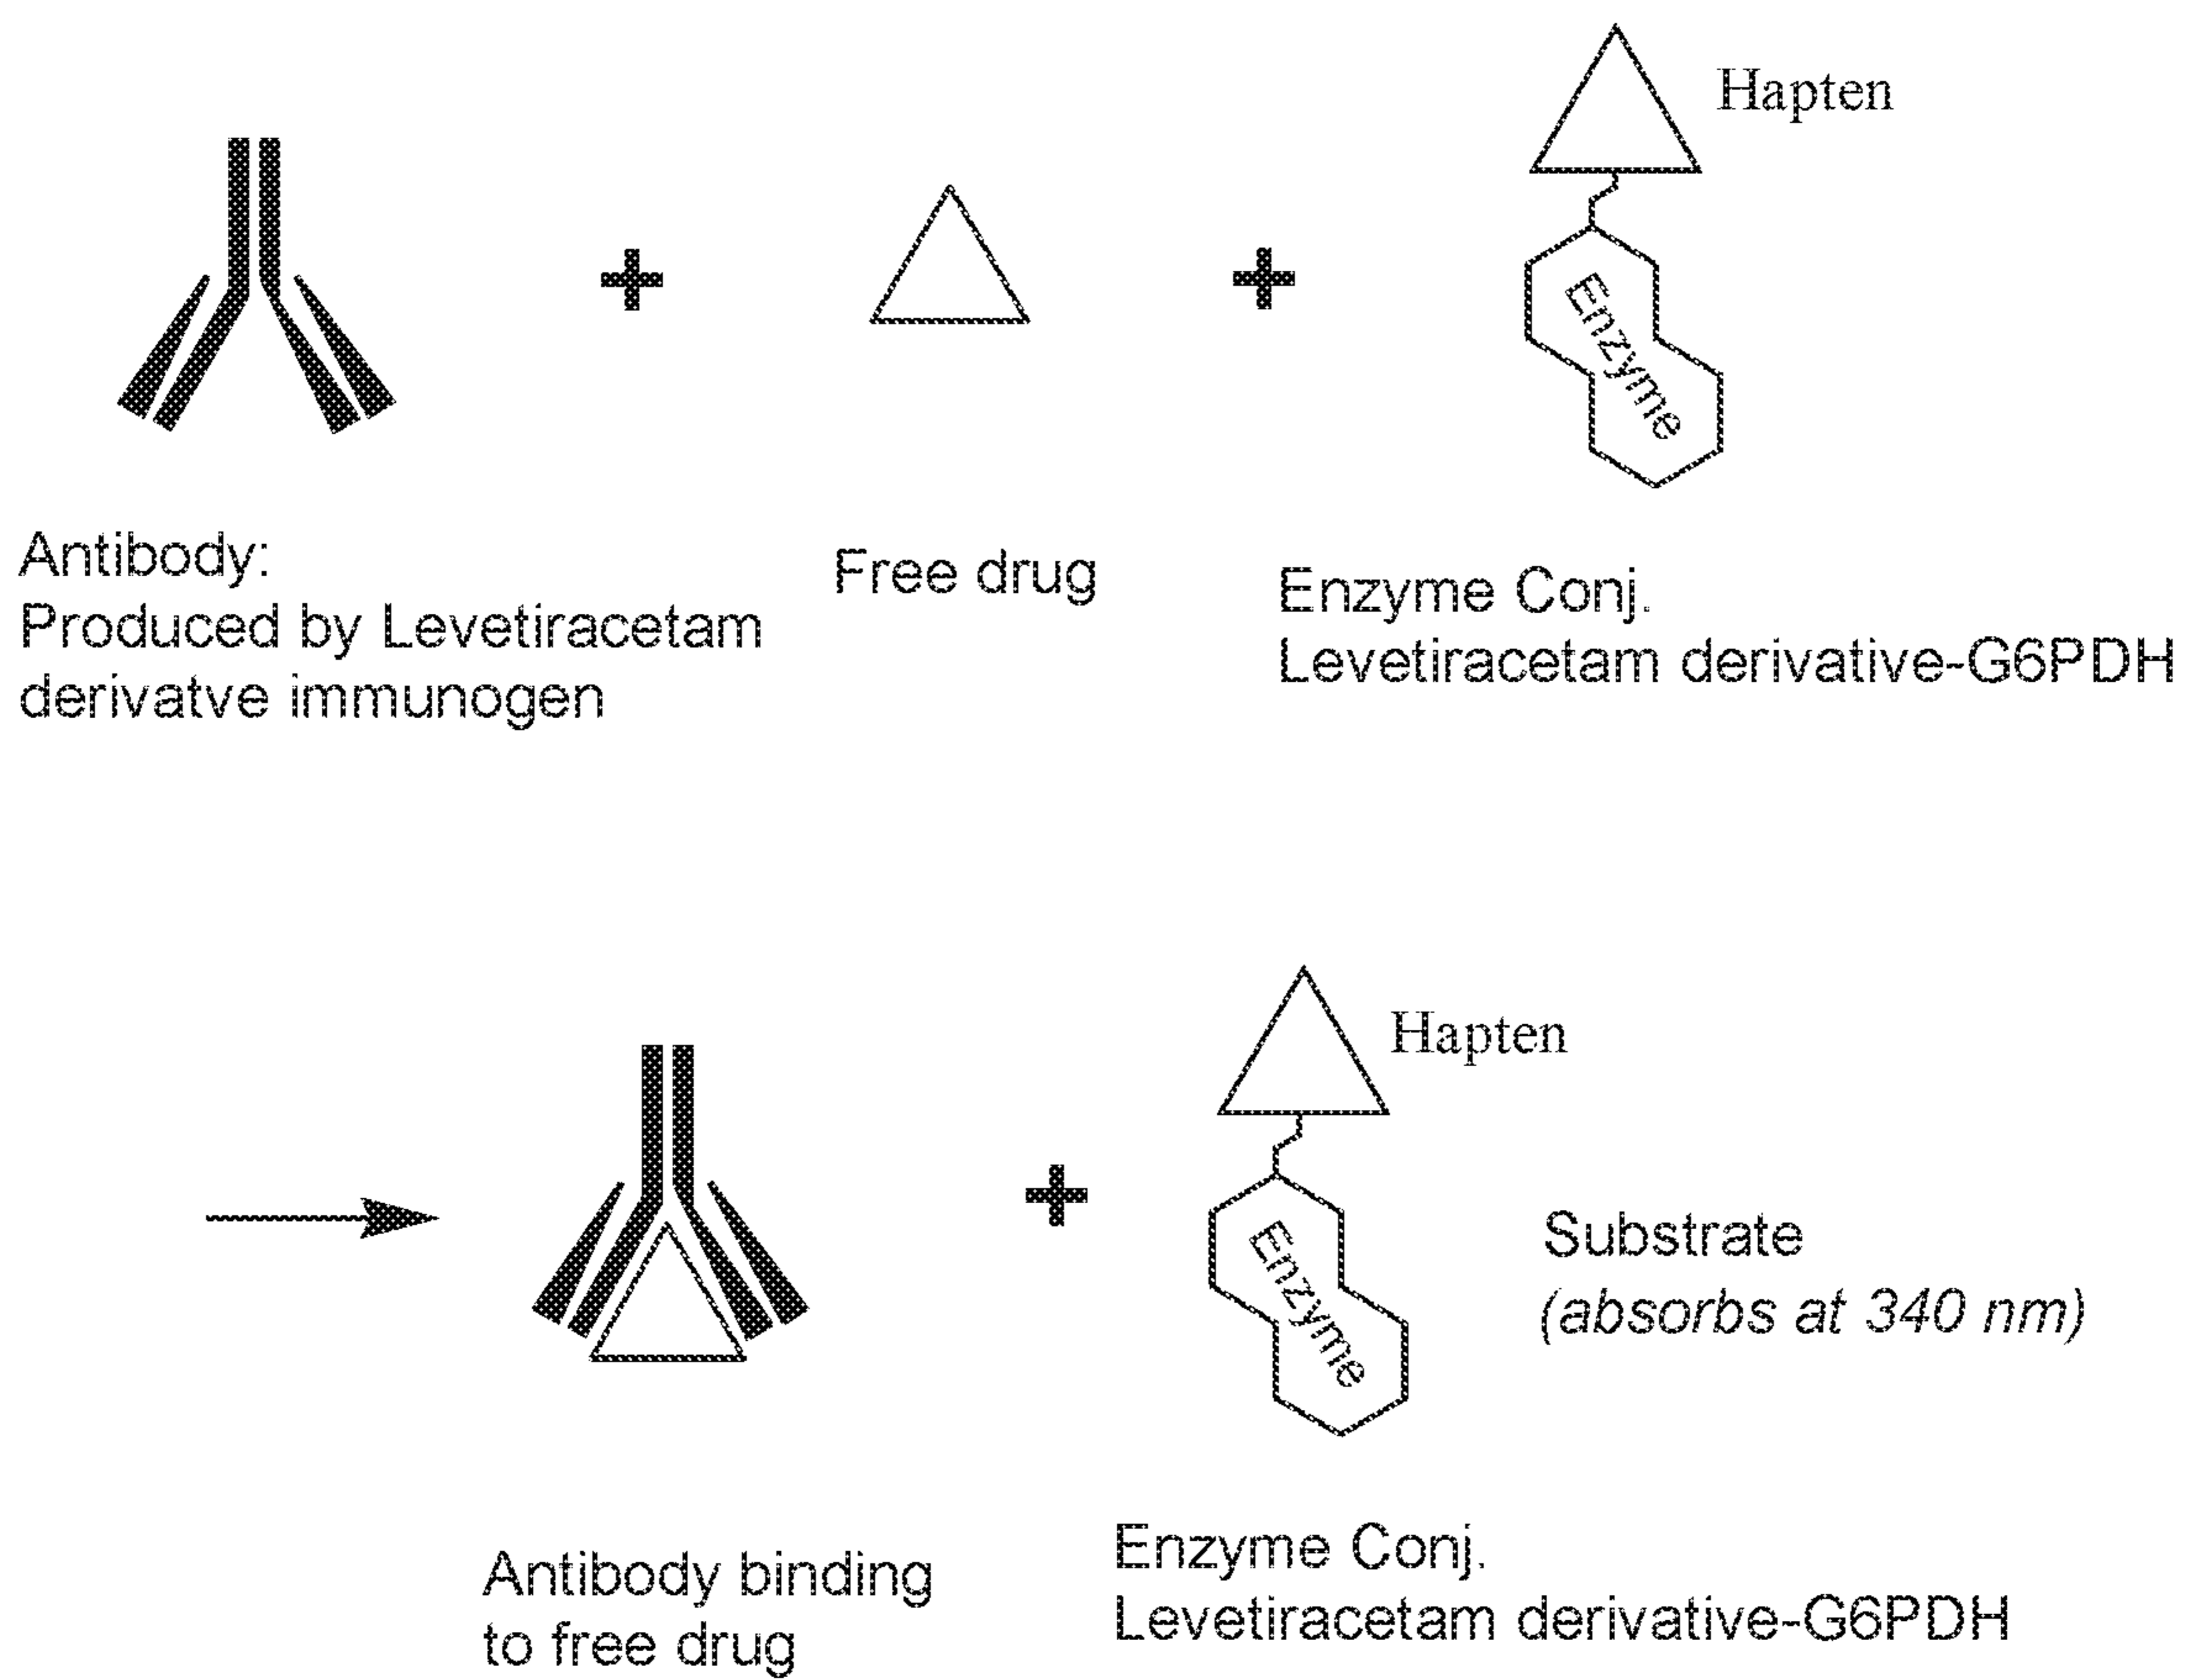 Hapten
Enzyme
Antibody:
Produced by Levetiracetam
derivatve immunogen
Free drug
Enzyme Conj.
Levetiracetam derivative-G6PDH
Hapten
Enzyme
Substrate
(absorbs at 340 nm)
Antibody binding
to free drug
Enzyme Conj.
Levetiracetam derivative-G6PDH